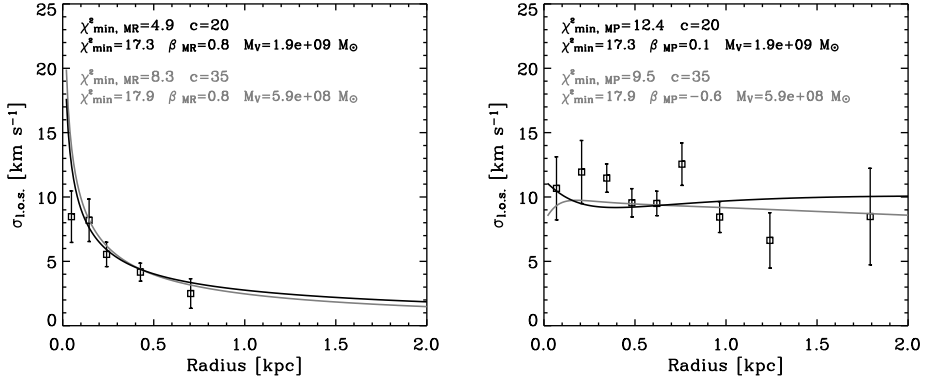 χ²min, MR=4.9 c=20
χ²min=17.3 β MR=0.8 Mv=1.9e+09 M⊙
χ²min, MR=8.3 c=35
χ²min=17.9 β MR=0.8 Mv=5.9e+08 M⊙
25
20
15
10
5
0
σl.o.s. [km s⁻¹]
0.0 0.5 1.0 1.5 2.0
Radius [kpc]
χ²min, MP=12.4 c=20
χ²min=17.3 β MP=0.1 Mv=1.9e+09 M⊙
χ²min, MP=9.5 c=35
χ²min=17.9 β MP=−0.6 Mv=5.9e+08 M⊙
25
20
15
10
5
0
σl.o.s. [km s⁻¹]
0.0 0.5 1.0 1.5 2.0
Radius [kpc]